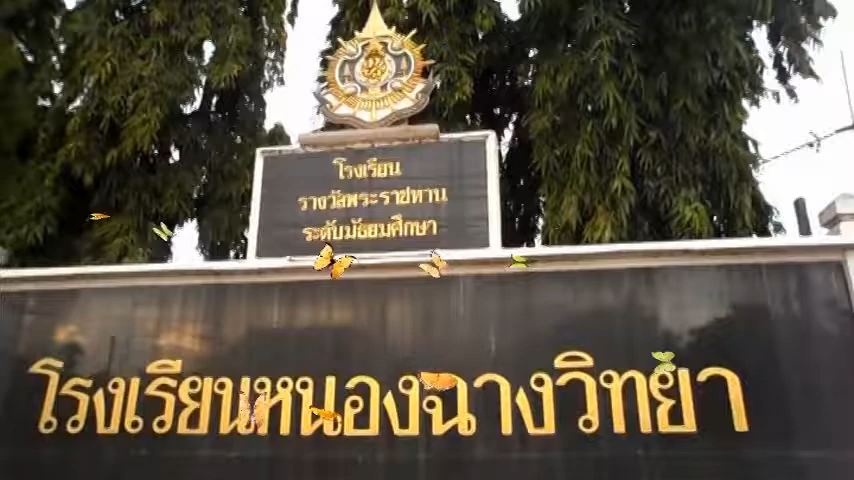 โรงเรียน
รางวัลพระราชทาน
ระดับมัธยมศึกษา
โรงเรียนหนองฉางวิทยา